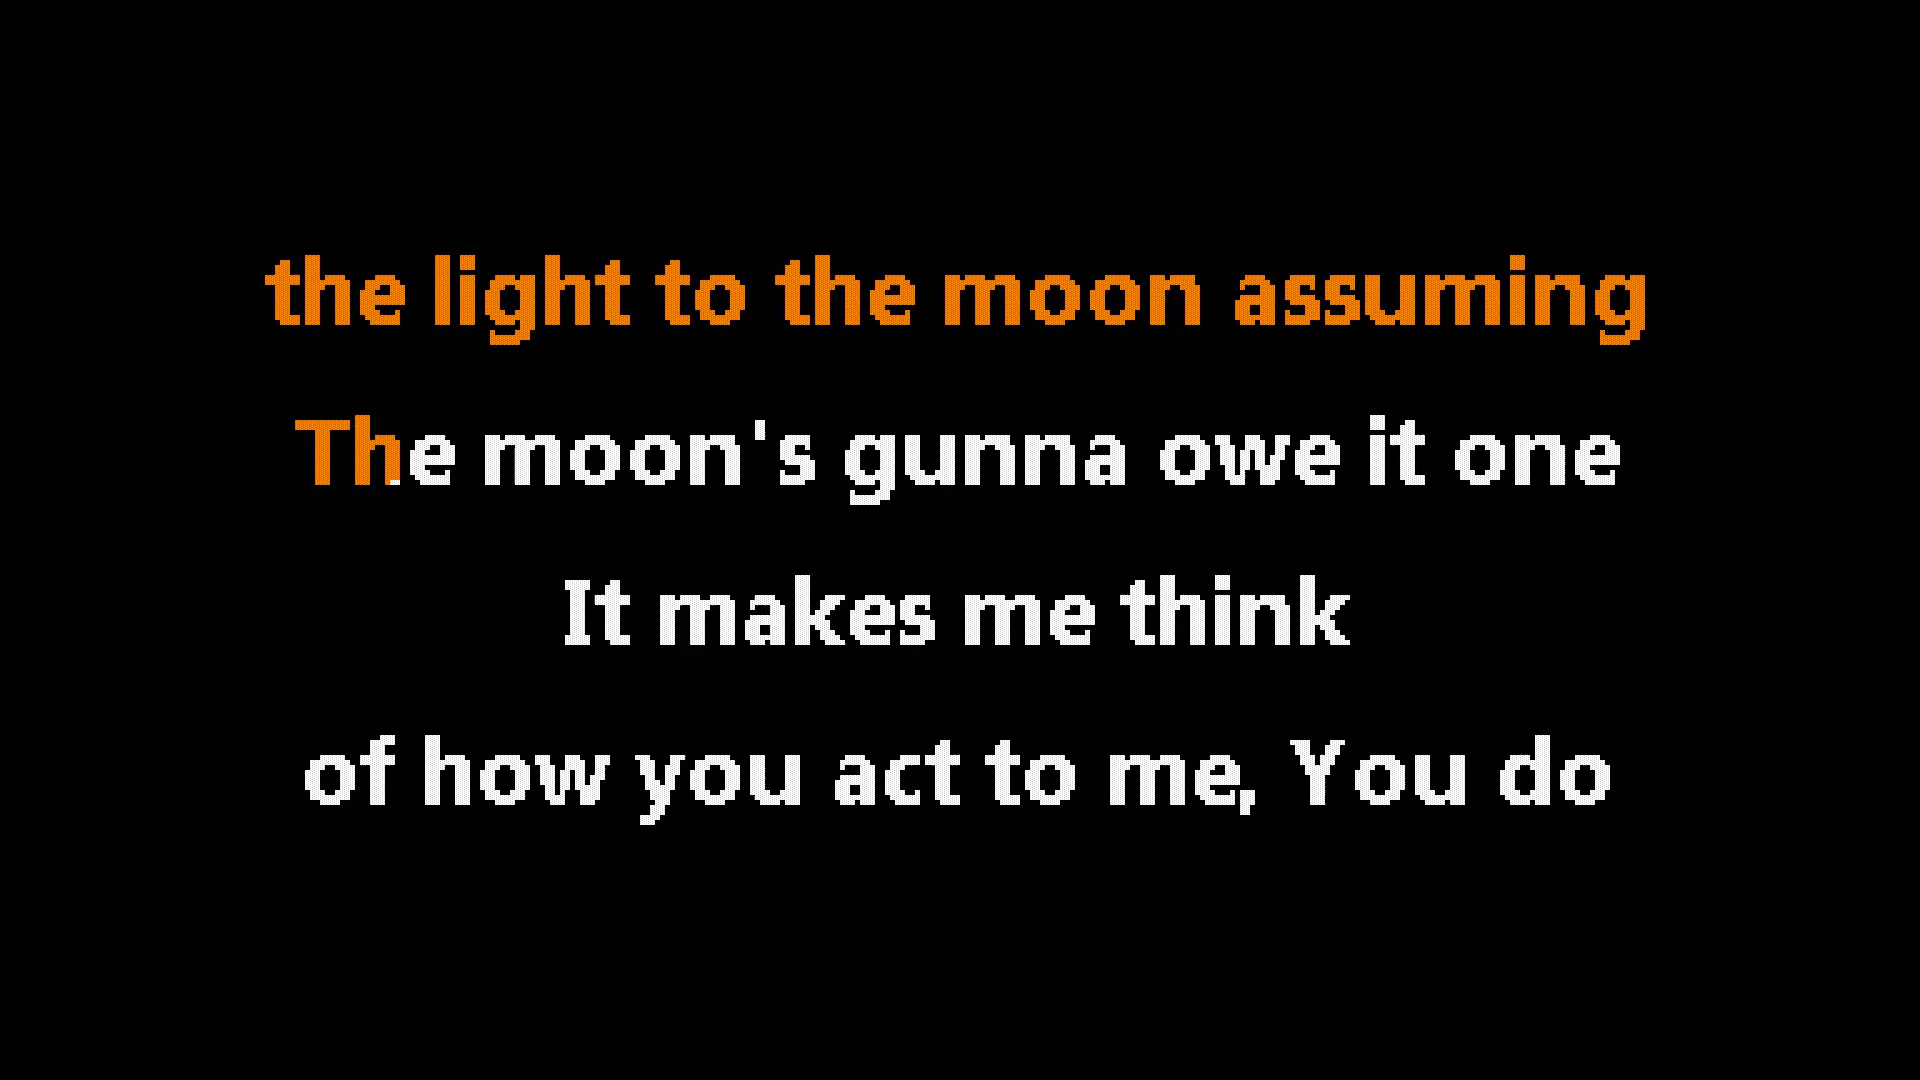 the light to the moon assuming
The moon's gunna owe it one
It makes me think
of how you act to me, You do